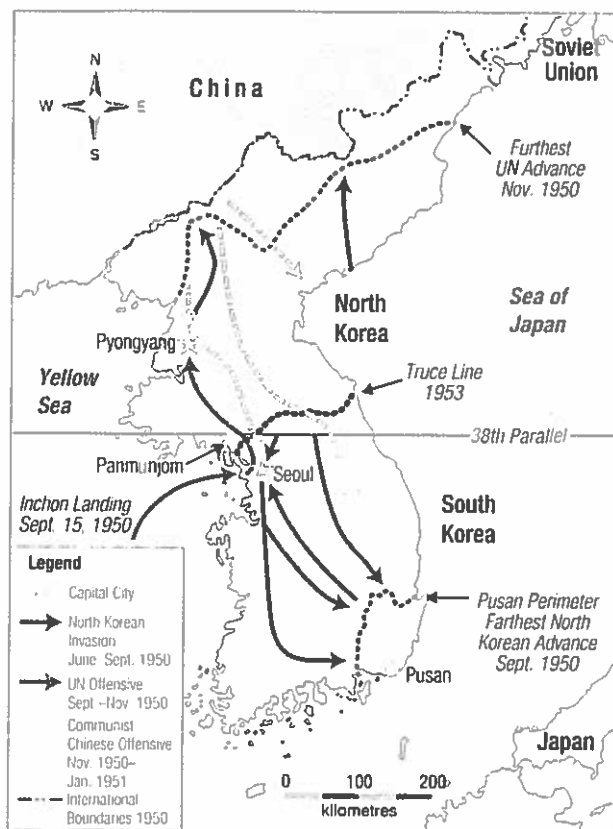 Soviet
Union
China
N
W
E
S
Furthest
UN Advance
Nov. 1950
North
Korea
Sea of
Japan
Pyongyang
Yellow
Sea
Truce Line
1953
38th Parallel
Panmunjom
Seoul
Inchon Landing
Sept. 15, 1950
South
Korea
Legend
Capital City
North Korean
Invasion
June Sept. 1950
UN Offensive
Sept -Nov 1950
Communist
Chinese Offensive
Nov. 1950–
Jan. 1951
International
Boundaries 1950
Pusan Perimeter
Farthest North
Korean Advance
Sept. 1950
Pusan
Japan
0 100 200
kilometres